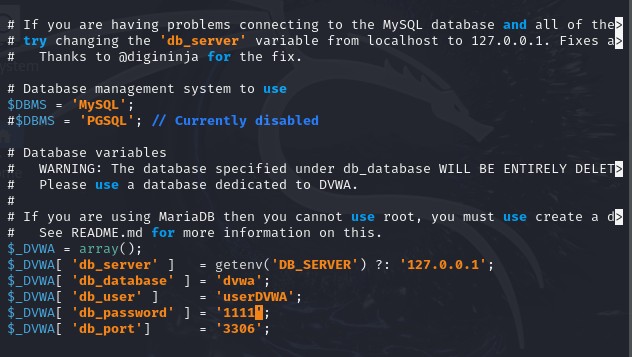 # If you are having problems connecting to the MySQL database and all of the>
# try changing the 'db_server' variable from localhost to 127.0.0.1. Fixes a>
#   Thanks to @digininja for the fix.
# Database management system to use
$DBMS = 'MySQL';
#$DBMS = 'PGSQL'; // Currently disabled
# Database variables
#   WARNING: The database specified under db_database WILL BE ENTIRELY DELET>
#   Please use a database dedicated to DVWA.
#
# If you are using MariaDB then you cannot use root, you must use create a d>
#   See README.md for more information on this.
$_DVWA = array();
$_DVWA[ 'db_server' ]   = getenv('DB_SERVER') ?: '127.0.0.1';
$_DVWA[ 'db_database' ] = 'dvwa';
$_DVWA[ 'db_user' ]     = 'userDVWA';
$_DVWA[ 'db_password' ] = '1111';
$_DVWA[ 'db_port']      = '3306';